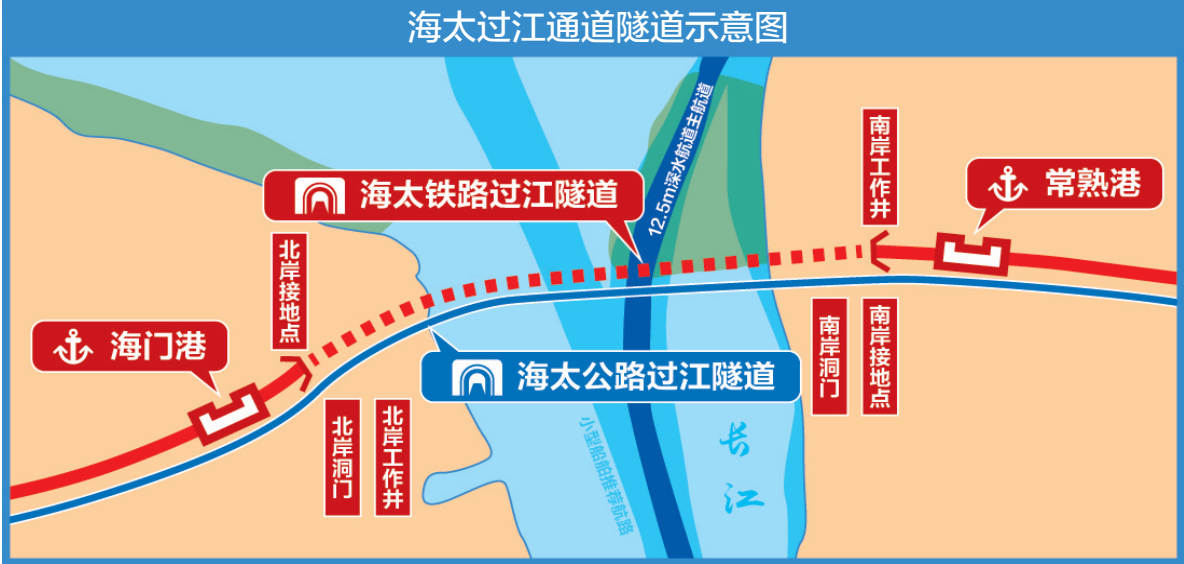 海太过江通道隧道示意图
12.5m深水航道主航道
南岸工作井
常熟港
海太铁路过江隧道
北岸接地点
海门港
海太公路过江隧道
南岸洞门
南岸接地点
北岸洞门
北岸工作井
小型船舶推荐航路
长江